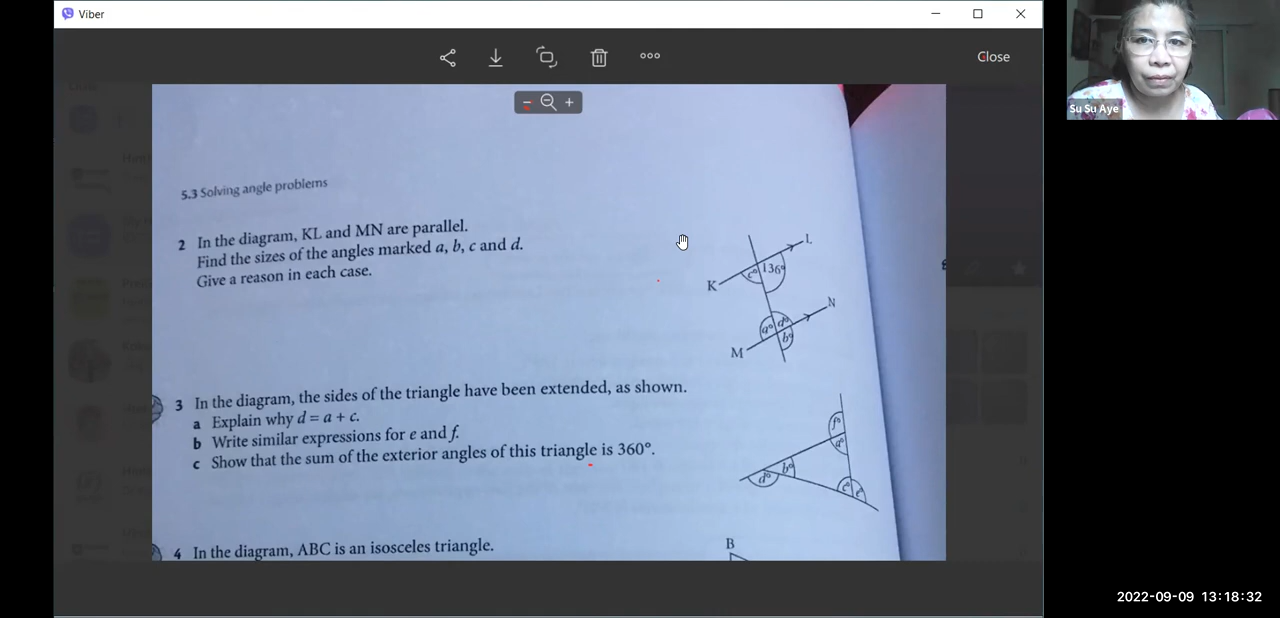 Viber
Close
Su Su Aye
5.3 Solving angle problems
2 In the diagram, KL and MN are parallel.
Find the sizes of the angles marked a, b, c and d.
Give a reason in each case.
L
c° 136°
K
N
a° d°
b°
M
3 In the diagram, the sides of the triangle have been extended, as shown.
a Explain why d = a + c.
b Write similar expressions for e and f.
c Show that the sum of the exterior angles of this triangle is 360°.
f°
a°
b°
d°
c° e°
4 In the diagram, ABC is an isosceles triangle.
B
2022-09-09 13:18:32